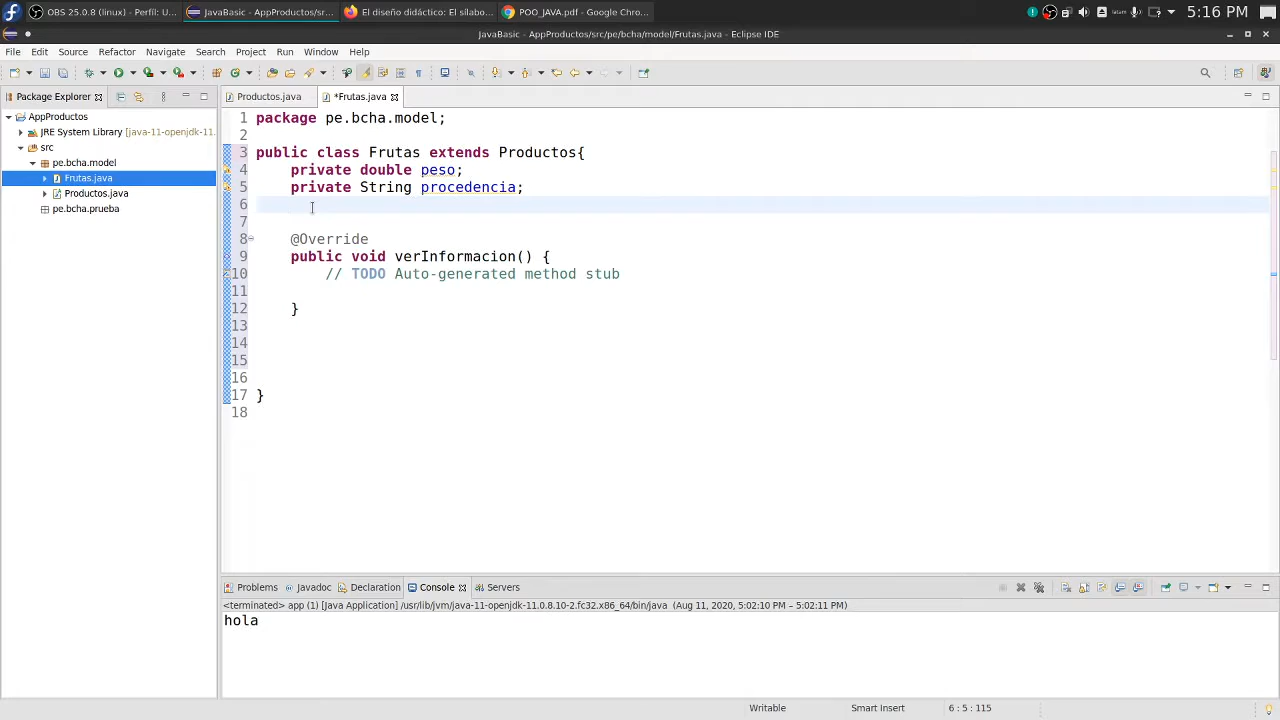 OBS 25.0.8 (linux) - Perfil: U...
JavaBasic - AppProductos/sr...
El diseño didáctico: El sílabo...
POO_JAVA.pdf - Google Chro...
latam
5:16 PM
JavaBasic - AppProductos/src/pe/bcha/model/Frutas.java - Eclipse IDE
File Edit Source Refactor Navigate Search Project Run Window Help
Package Explorer
Productos.java
*Frutas.java
AppProductos
JRE System Library [java-11-openjdk-11.
src
pe.bcha.model
Frutas.java
Productos.java
pe.bcha.prueba
1 package pe.bcha.model;
2
3 public class Frutas extends Productos{
4 private double peso;
5 private String procedencia;
6
7
8 @Override
9 public void verInformacion() {
10 // TODO Auto-generated method stub
11
12 }
13
14
15
16
17 }
18
Problems Javadoc Declaration Console Servers
<terminated> app (1) [Java Application] /usr/lib/jvm/java-11-openjdk-11.0.8.10-2.fc32.x86_64/bin/java (Aug 11, 2020, 5:02:10 PM – 5:02:11 PM)
hola
Writable Smart Insert 6 : 5 : 115